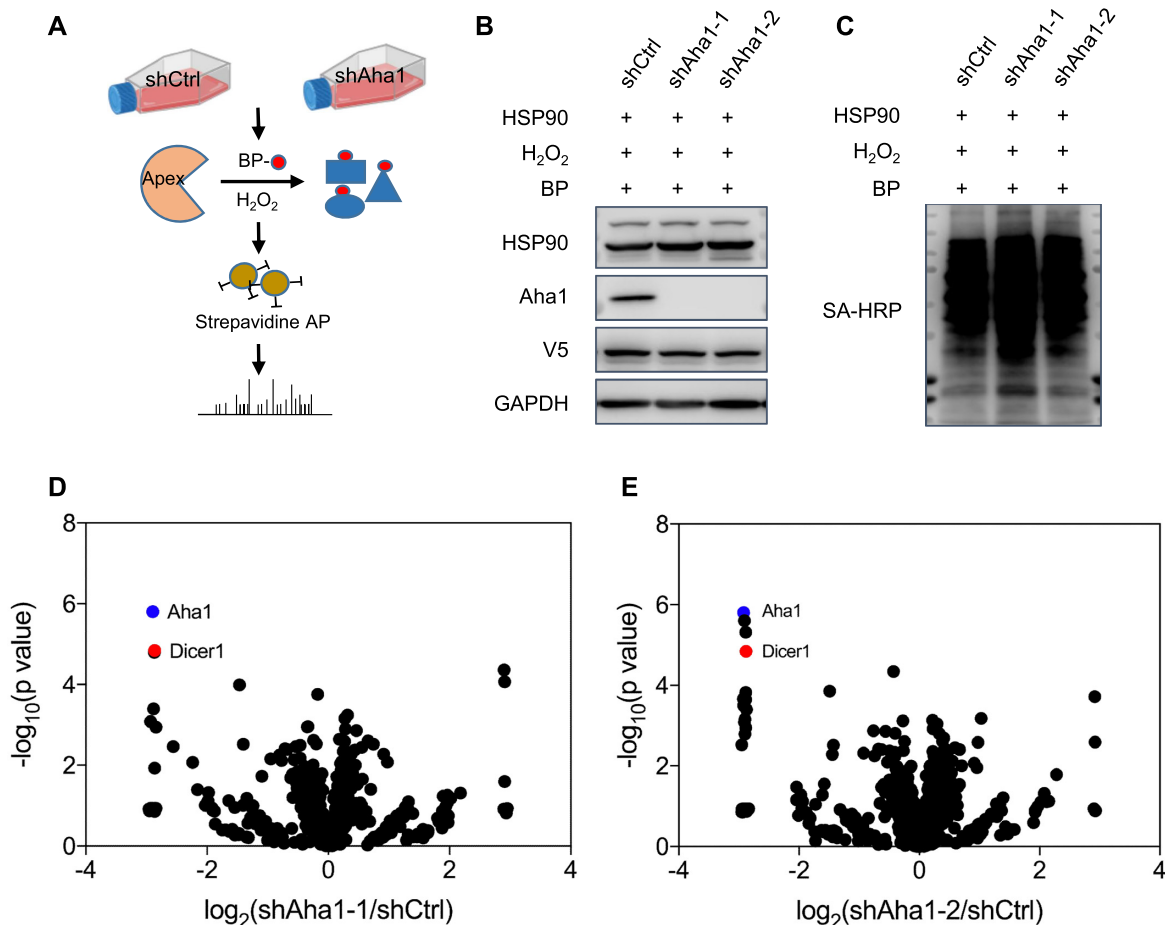 A
shCtrl
shAha1
BP-
Apex
H₂O₂
Strepavidine AP
B
shCtrl
shAha1-1
shAha1-2
HSP90 + + +
H₂O₂ + + +
BP + + +
HSP90
Aha1
V5
GAPDH
C
shCtrl
shAha1-1
shAha1-2
HSP90 + + +
H₂O₂ + + +
BP + + +
SA-HRP
D
8
6
4
2
0
-log₁₀(p value)
Aha1
Dicer1
-4 -2 0 2 4
log₂(shAha1-1/shCtrl)
E
8
6
4
2
0
-log₁₀(p value)
Aha1
Dicer1
-4 -2 0 2 4
log₂(shAha1-2/shCtrl)